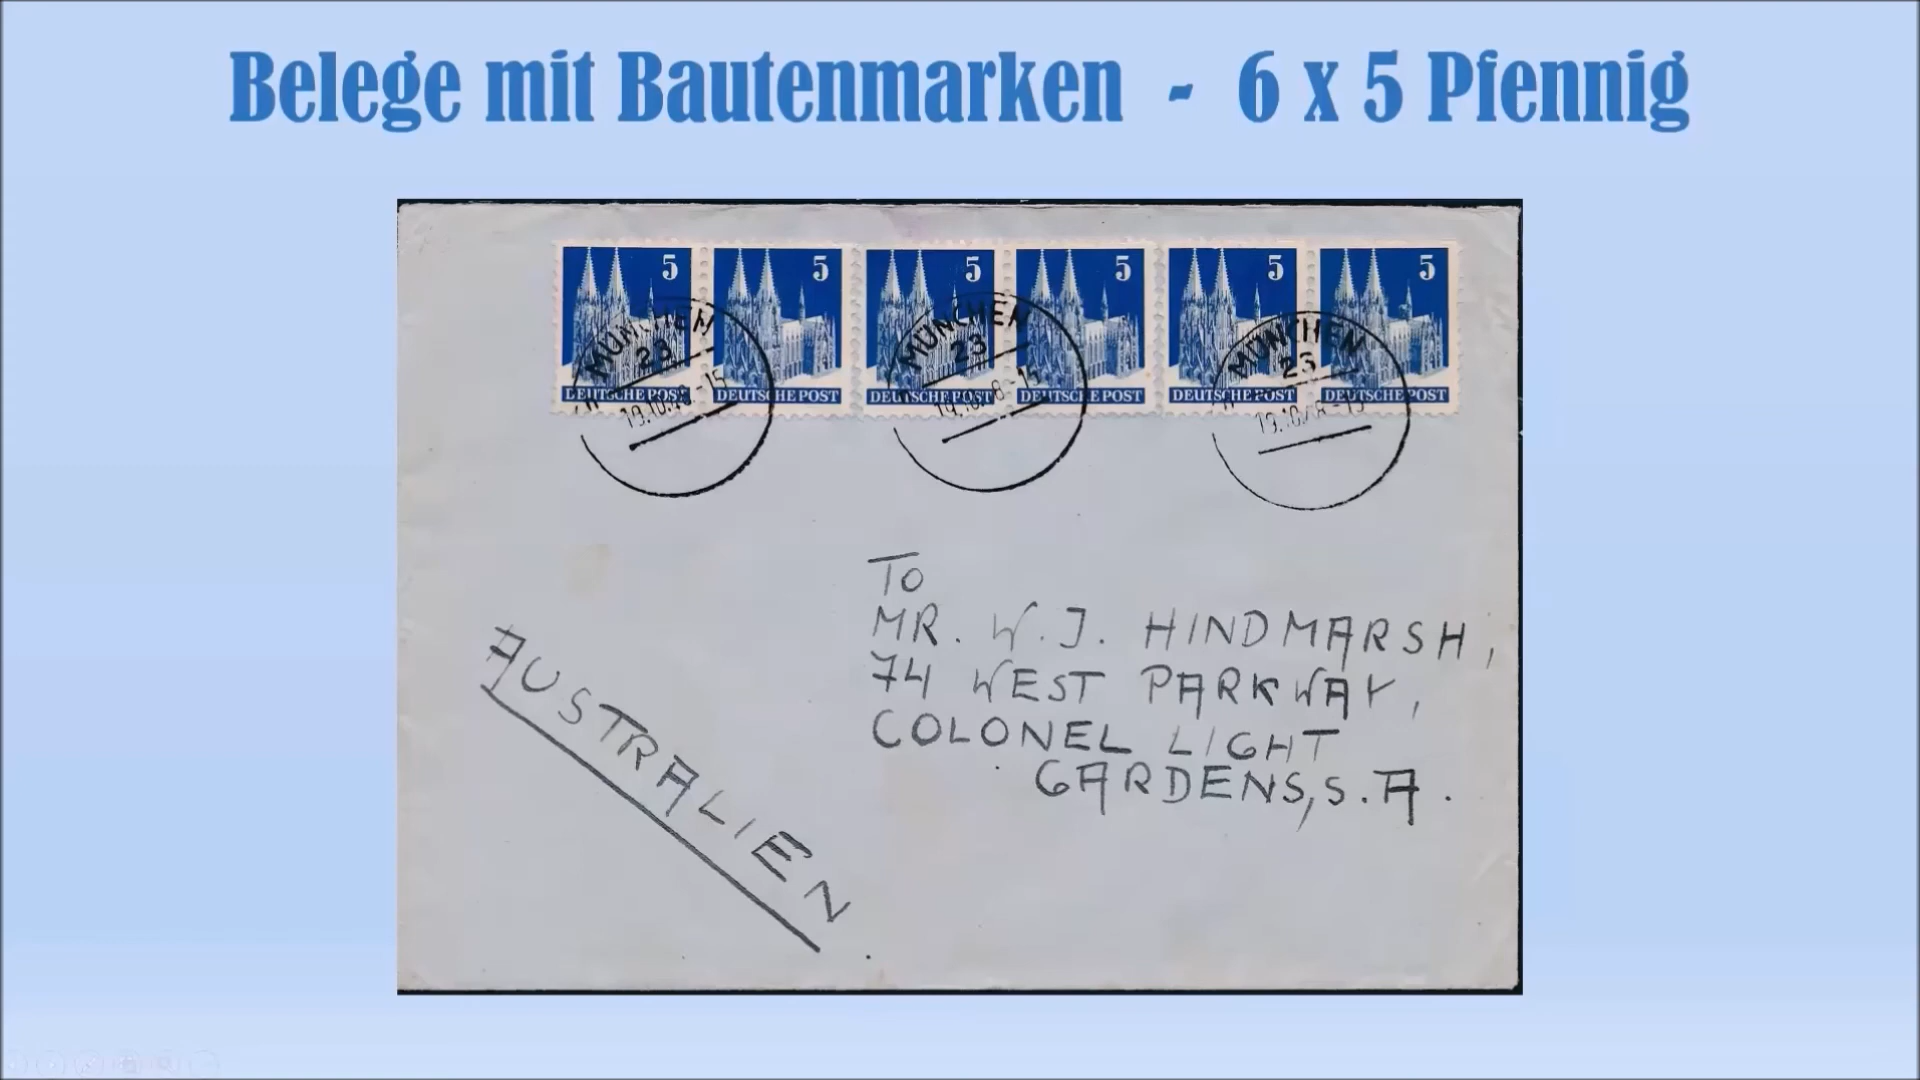 Belege mit Bautenmarken - 6 x 5 Pfennig
5 5 5 5 5 5
DEUTSCHE POST DEUTSCHE POST DEUTSCHE POST DEUTSCHE POST DEUTSCHE POST DEUTSCHE POST
MÜNCHEN MÜNCHEN MÜNCHEN
23 23 23
TO
MR. W.J. HINDMARSH,
74 WEST PARKWAY,
COLONEL LIGHT
GARDENS, S.A.
AUSTRALIEN